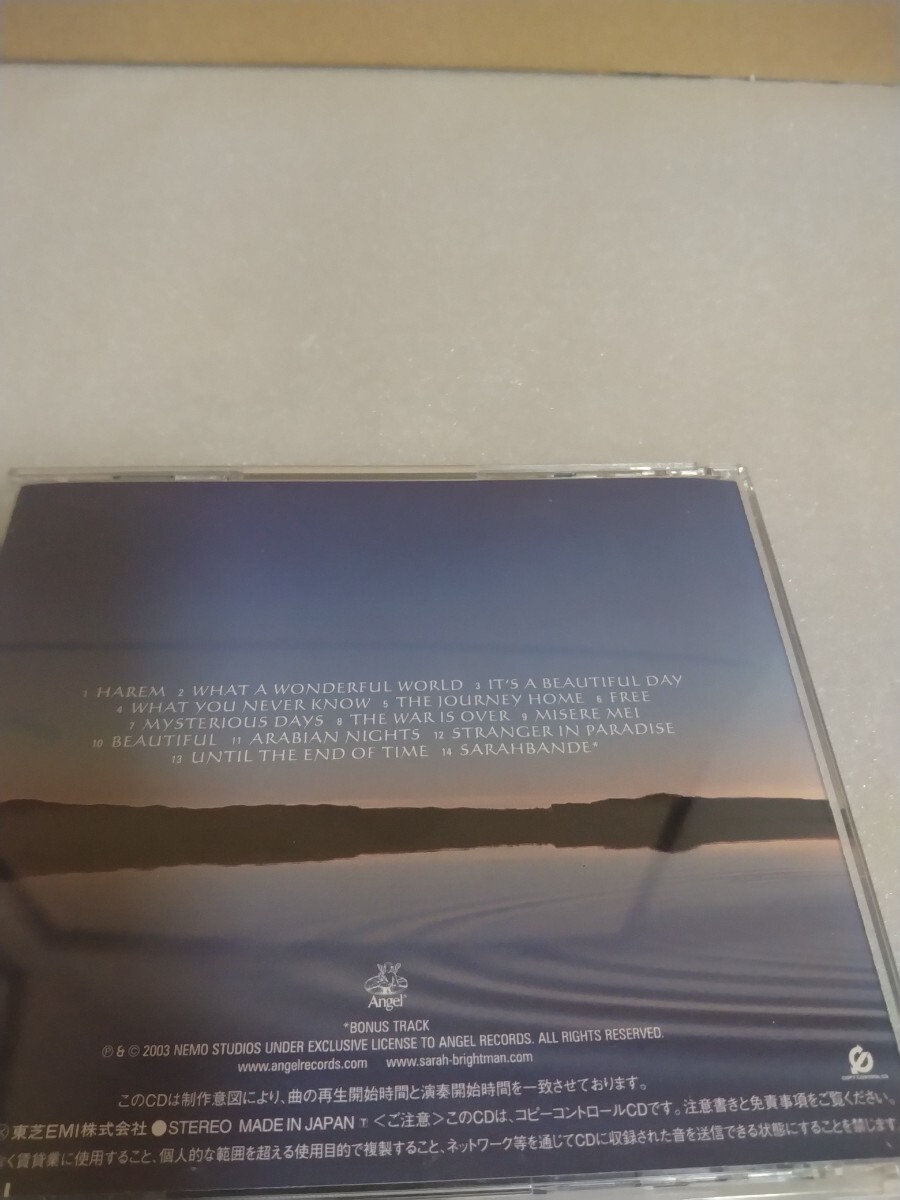 1 HAREM 2 WHAT A WONDERFUL WORLD 3 IT'S A BEAUTIFUL DAY
4 WHAT YOU NEVER KNOW 5 THE JOURNEY HOME 6 FREE
7 MYSTERIOUS DAYS 8 THE WAR IS OVER 9 MISERE MEI
10 BEAUTIFUL 11 ARABIAN NIGHTS 12 STRANGER IN PARADISE
13 UNTIL THE END OF TIME 14 SARAHBANDE*
Angel®
*BONUS TRACK
℗ & © 2003 NEMO STUDIOS UNDER EXCLUSIVE LICENSE TO ANGEL RECORDS. ALL RIGHTS RESERVED.
www.angelrecords.com www.sarah-brightman.com
COPY CONTROLLED
このCDは制作意図により、曲の再生開始時間と演奏開始時間を一致させております。
東芝EMI株式会社 ●STEREO MADE IN JAPAN T <ご注意>このCDは、コピーコントロールCDです。注意書きと免責事項をご覧ください。
なく賃貸業に使用すること、個人的な範囲を超える使用目的で複製すること、ネットワーク等を通じてCDに収録された音を送信できる状態にすることを禁じます